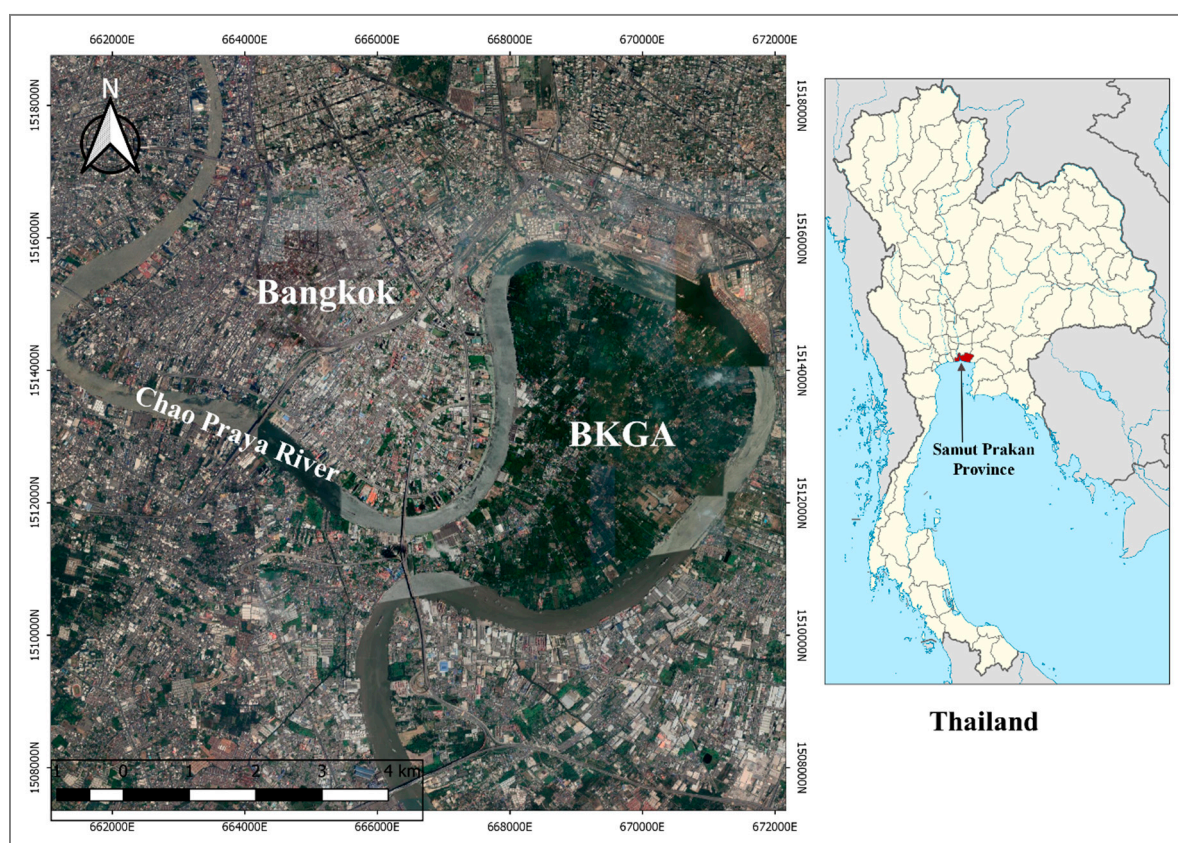 662000E 664000E 666000E 668000E 670000E 672000E
N
1518000N 1518000N
1516000N 1516000N
Bangkok
1514000N 1514000N
Chao Praya River
BKGA
Samut Prakan
Province
1512000N 1512000N
1510000N 1510000N
Thailand
1508000N 1508000N
1 0 1 2 3 4 km
662000E 664000E 666000E 668000E 670000E 672000E